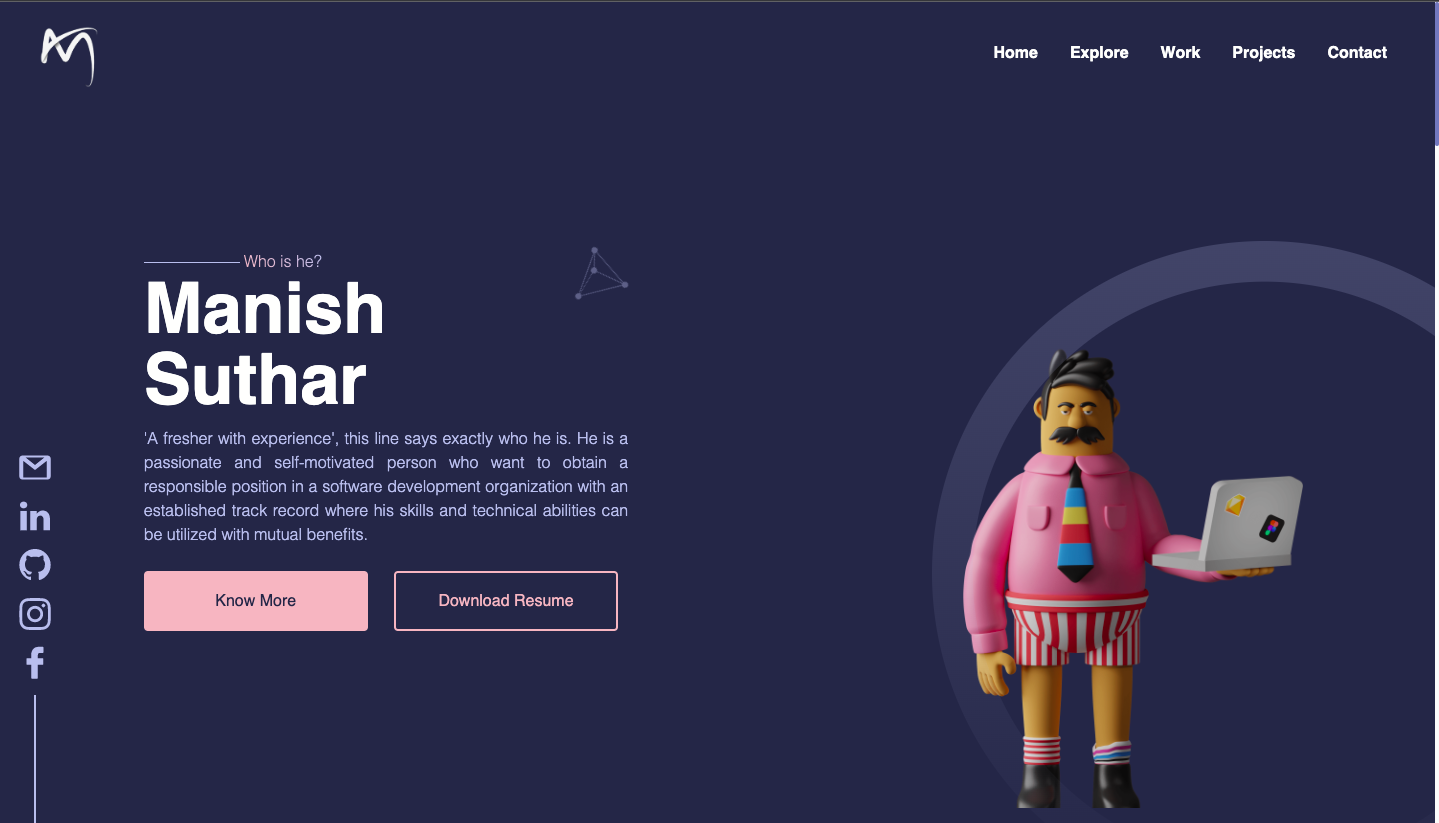 Home Explore Work Projects Contact
Who is he?
Manish
Suthar
'A fresher with experience', this line says exactly who he is. He is a
passionate and self-motivated person who want to obtain a
responsible position in a software development organization with an
established track record where his skills and technical abilities can
be utilized with mutual benefits.
Know More Download Resume